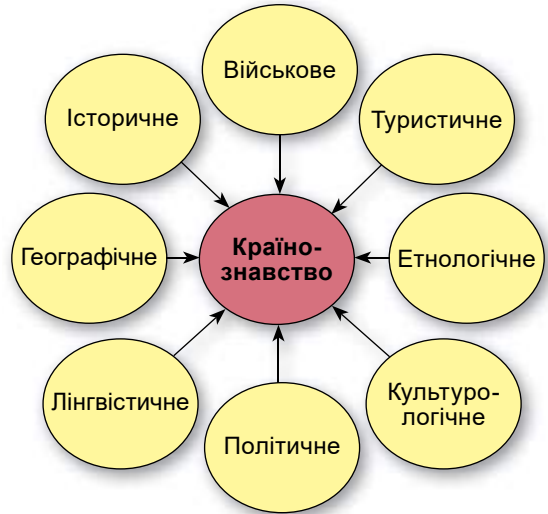 Військове
Історичне
Туристичне
Географічне
Країно-
знавство
Етнологічне
Лінгвістичне
Культуро-
логічне
Політичне